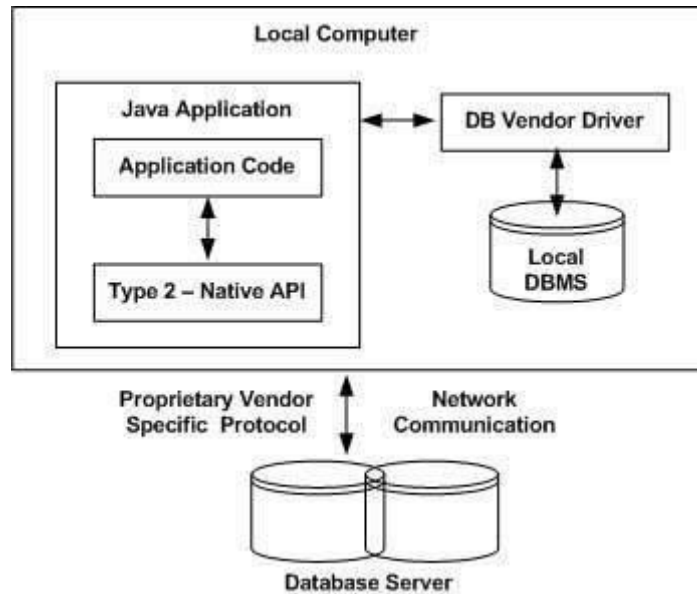 Local Computer
Java Application
DB Vendor Driver
Application Code
Local
DBMS
Type 2 – Native API
Proprietary Vendor
Specific Protocol
Network
Communication
Database Server